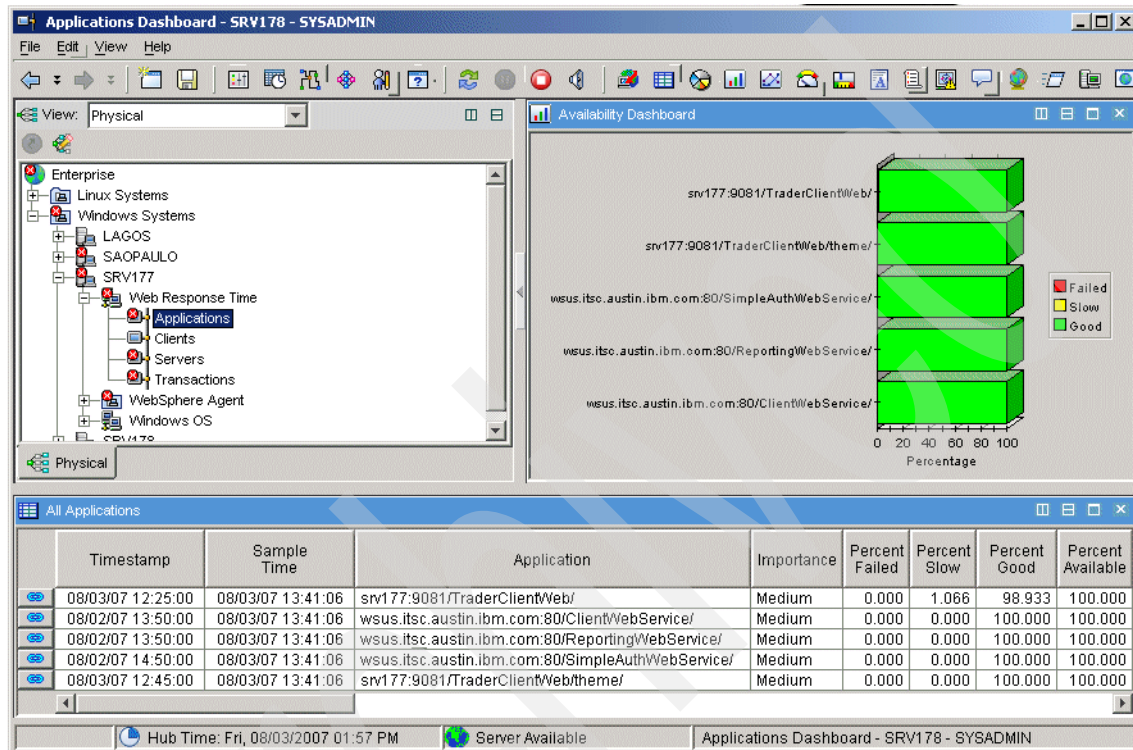 Applications Dashboard - SRV178 - SYSADMIN
File Edit View Help
View: Physical
Enterprise
Linux Systems
Windows Systems
LAGOS
SAOPAULO
SRV177
Web Response Time
Applications
Clients
Servers
Transactions
WebSphere Agent
Windows OS
SRV178
Physical
Availability Dashboard
srv177:9081/TraderClientWeb/
srv177:9081/TraderClientWeb/theme/
wsus.itsc.austin.ibm.com:80/SimpleAuthWebService/
wsus.itsc.austin.ibm.com:80/ReportingWebService/
wsus.itsc.austin.ibm.com:80/ClientWebService/
0 20 40 60 80 100
Percentage
Failed
Slow
Good
All Applications
Timestamp Sample Time Application Importance Percent Failed Percent Slow Percent Good Percent Available
08/03/07 12:25:00 08/03/07 13:41:06 srv177:9081/TraderClientWeb/ Medium 0.000 1.066 98.933 100.000
08/02/07 13:50:00 08/03/07 13:41:06 wsus.itsc.austin.ibm.com:80/ClientWebService/ Medium 0.000 0.000 100.000 100.000
08/02/07 13:50:00 08/03/07 13:41:06 wsus.itsc.austin.ibm.com:80/ReportingWebService/ Medium 0.000 0.000 100.000 100.000
08/02/07 14:50:00 08/03/07 13:41:06 wsus.itsc.austin.ibm.com:80/SimpleAuthWebService/ Medium 0.000 0.000 100.000 100.000
08/03/07 12:45:00 08/03/07 13:41:06 srv177:9081/TraderClientWeb/theme/ Medium 0.000 0.000 100.000 100.000
Hub Time: Fri, 08/03/2007 01:57 PM Server Available Applications Dashboard - SRV178 - SYSADMIN